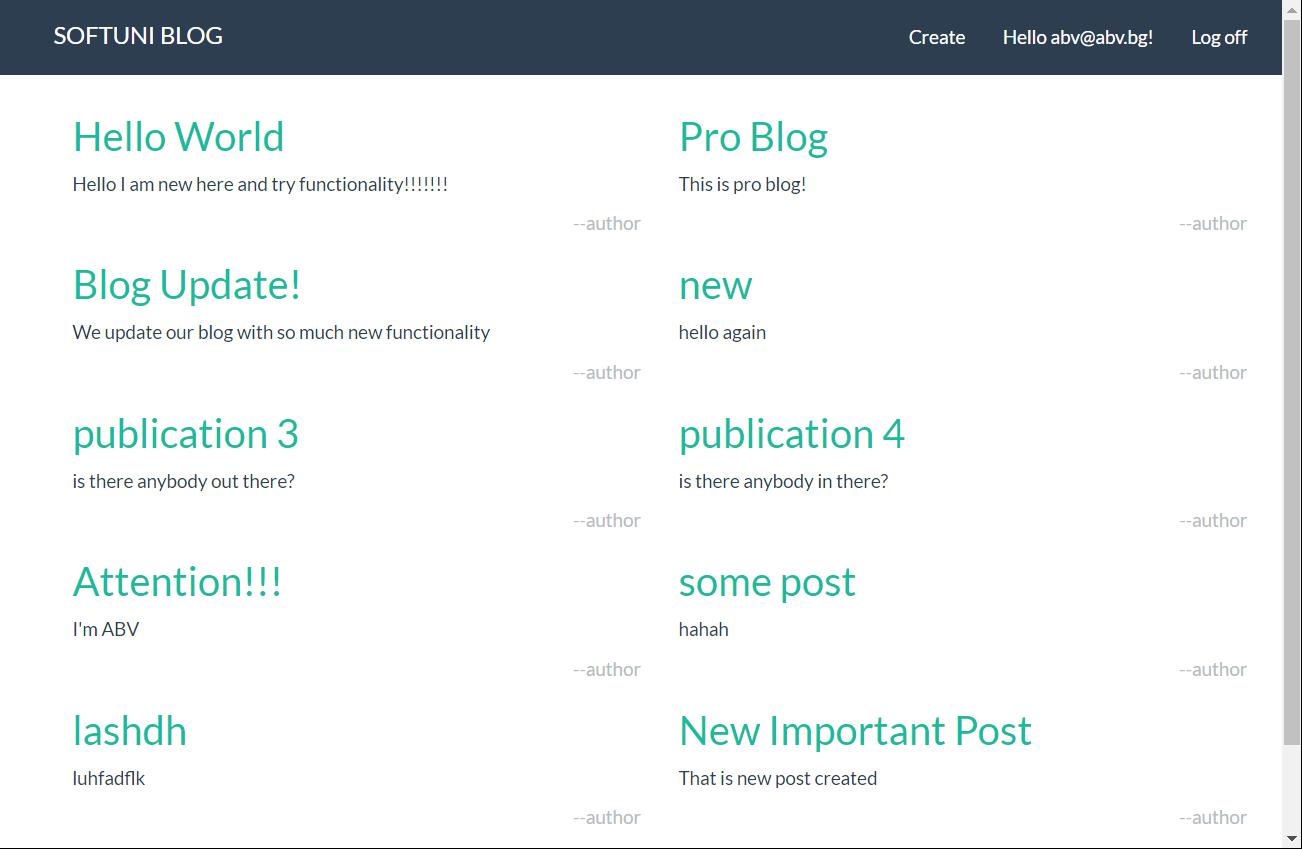 SOFTUNI BLOG
Create Hello abv@abv.bg! Log off
Hello World
Hello I am new here and try functionality!!!!!!!
--author
Pro Blog
This is pro blog!
--author
Blog Update!
We update our blog with so much new functionality
--author
new
hello again
--author
publication 3
is there anybody out there?
--author
publication 4
is there anybody in there?
--author
Attention!!!
I'm ABV
--author
some post
hahah
--author
lashdh
luhfadflk
--author
New Important Post
That is new post created
--author